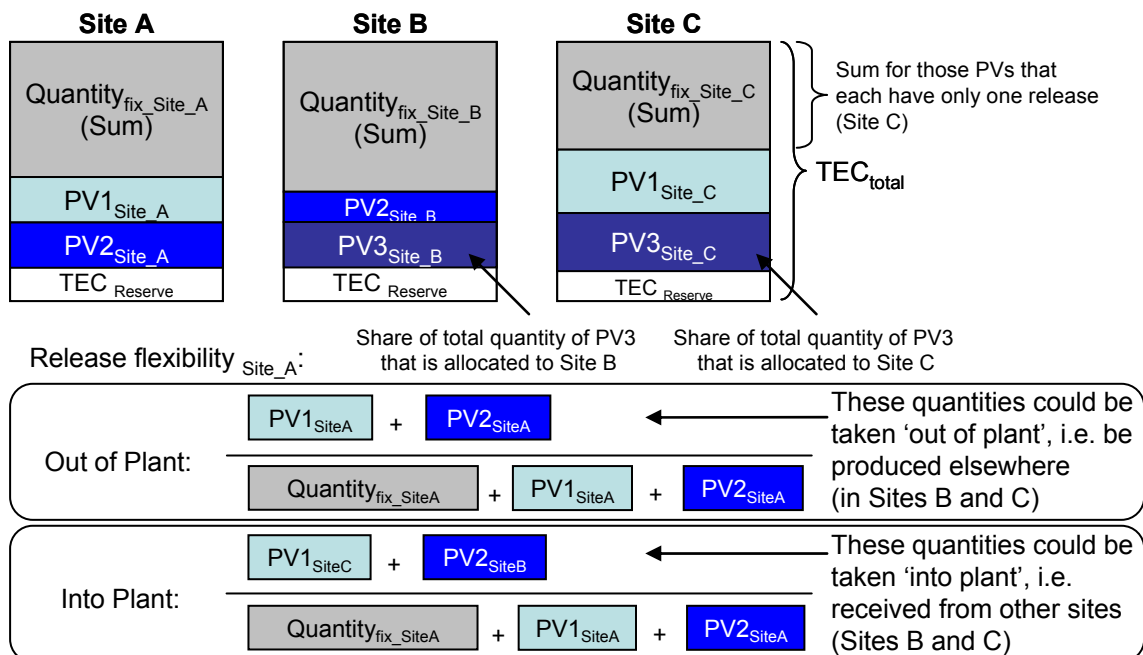 Site A
Site B
Site C
Quantity fix_Site_A
(Sum)
PV1 Site_A
PV2 Site_A
TEC Reserve
Quantity fix_Site_B
(Sum)
PV2 Site_B
PV3 Site_B
TEC Reserve
Quantity fix_Site_C
(Sum)
PV1 Site_C
PV3 Site_C
TEC Reserve
Sum for those PVs that
each have only one release
(Site C)
TEC total
Share of total quantity of PV3
that is allocated to Site B
Share of total quantity of PV3
that is allocated to Site C
Release flexibility Site_A:
Out of Plant:
PV1 SiteA + PV2 SiteA
Quantity fix_SiteA + PV1 SiteA + PV2 SiteA
These quantities could be
taken ‘out of plant’, i.e. be
produced elsewhere
(in Sites B and C)
Into Plant:
PV1 SiteC + PV2 SiteB
Quantity fix_SiteA + PV1 SiteA + PV2 SiteA
These quantities could be
taken ‘into plant’, i.e.
received from other sites
(Sites B and C)